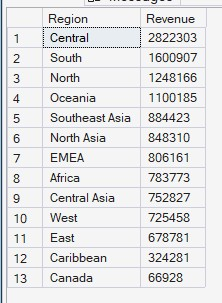 Region Revenue
1 Central 2822303
2 South 1600907
3 North 1248166
4 Oceania 1100185
5 Southeast Asia 884423
6 North Asia 848310
7 EMEA 806161
8 Africa 783773
9 Central Asia 752827
10 West 725458
11 East 678781
12 Caribbean 324281
13 Canada 66928